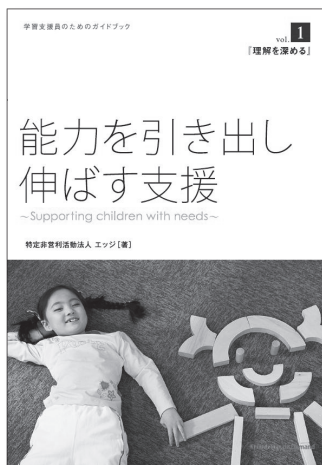 学習支援員のためのガイドブック
vol. 1
『理解を深める』
能力を引き出し
伸ばす支援
~Supporting children with needs~
特定非営利活動法人 エッジ［著］